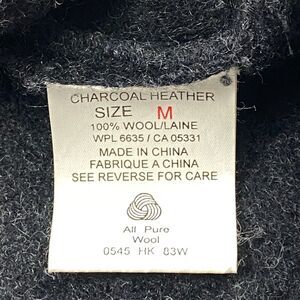 CHARCOAL HEATHER
SIZE M
100% WOOL/LAINE
WPL 6635 / CA 05331
MADE IN CHINA
FABRIQUE A CHINA
SEE REVERSE FOR CARE
All Pure
Wool
0545 HK 83W